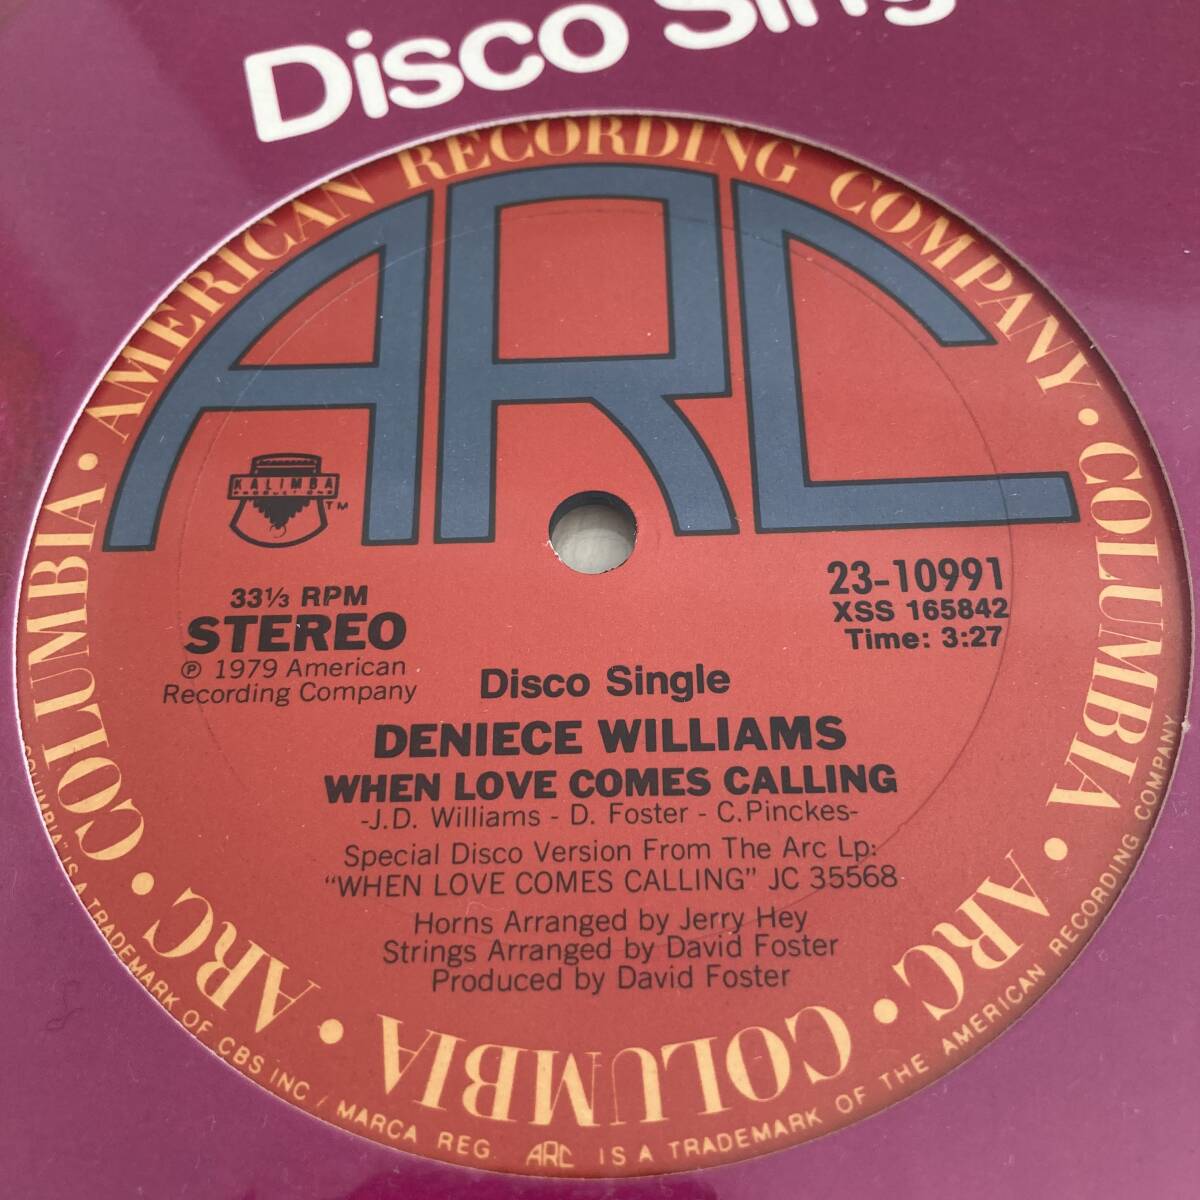 Disco Sing
COLUMBIA • AMERICAN RECORDING COMPANY • COLUMBIA • ARC • COLUMBIA • ARC •
ARC
KALIMBA
PRODUCTIONS
TM
33⅓ RPM
STEREO
℗ 1979 American
Recording Company
23-10991
XSS 165842
Time: 3:27
Disco Single
DENIECE WILLIAMS
WHEN LOVE COMES CALLING
-J.D. Williams - D. Foster - C.Pinckes-
Special Disco Version From The Arc Lp:
"WHEN LOVE COMES CALLING" JC 35568
Horns Arranged by Jerry Hey
Strings Arranged by David Foster
Produced by David Foster
COLUMBIA" IS A TRADEMARK OF CBS INC / MARCA REG. ARC IS A TRADEMARK OF THE AMERICAN RECORDING COMPANY